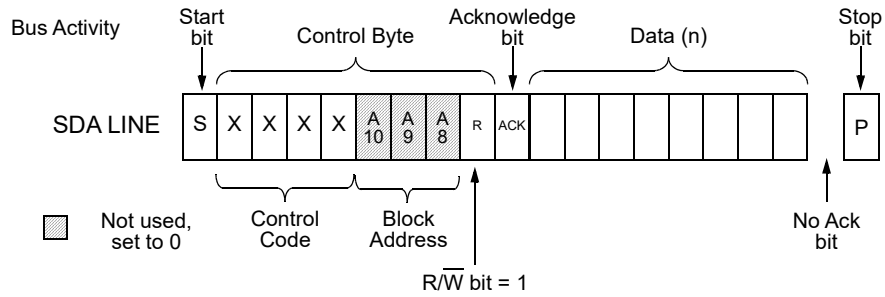 Bus Activity
Start
bit
Control Byte
Acknowledge
bit
Data (n)
Stop
bit
SDA LINE
S
X
X
X
X
A
10
A
9
A
8
R
ACK
P
Not used,
set to 0
Control
Code
Block
Address
No Ack
bit
R/W̅ bit = 1